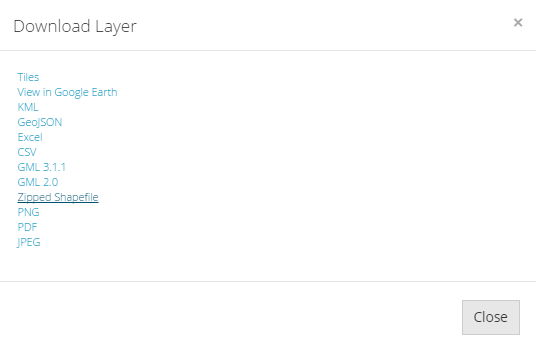 Download Layer
×
Tiles
View in Google Earth
KML
GeoJSON
Excel
CSV
GML 3.1.1
GML 2.0
Zipped Shapefile
PNG
PDF
JPEG
Close